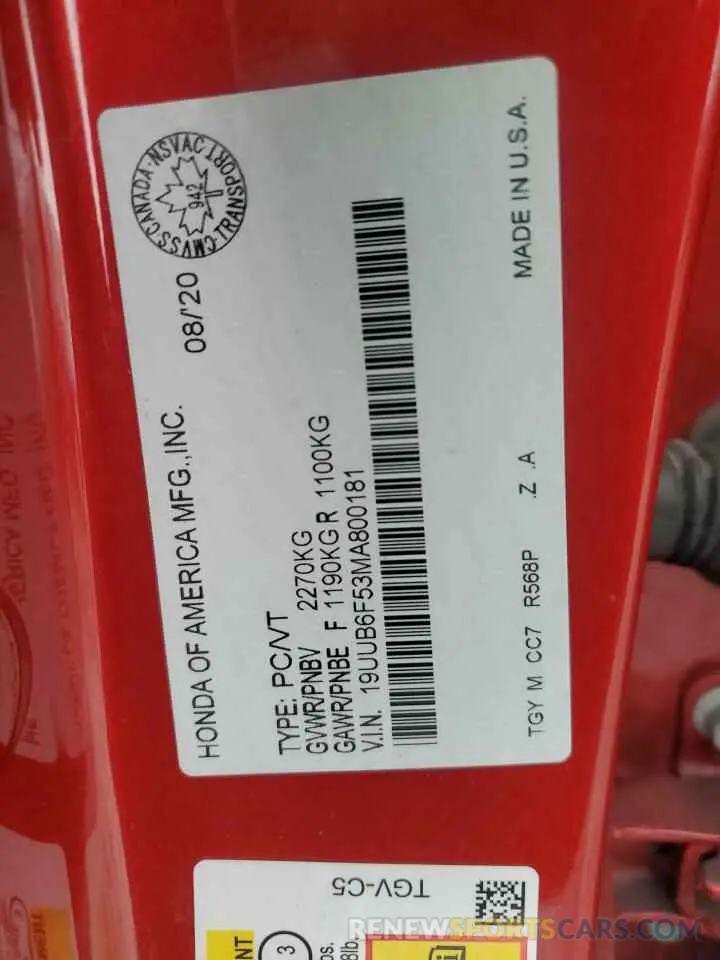 HONDA OF AMERICA MFG.,INC. 08/'20
CMVSS·CANADA·NSVAC
TRANSPORT
942
TYPE: PC/VT
GVWR/PNBV 2270KG
GAWR/PNBE F 1190KG R 1100KG
V.I.N. 19UUB6F53MA800181
TGY M CC7 R568P .Z .A MADE IN U.S.A.
TGV-C5
3
RENEWSPORTSCARS.COM